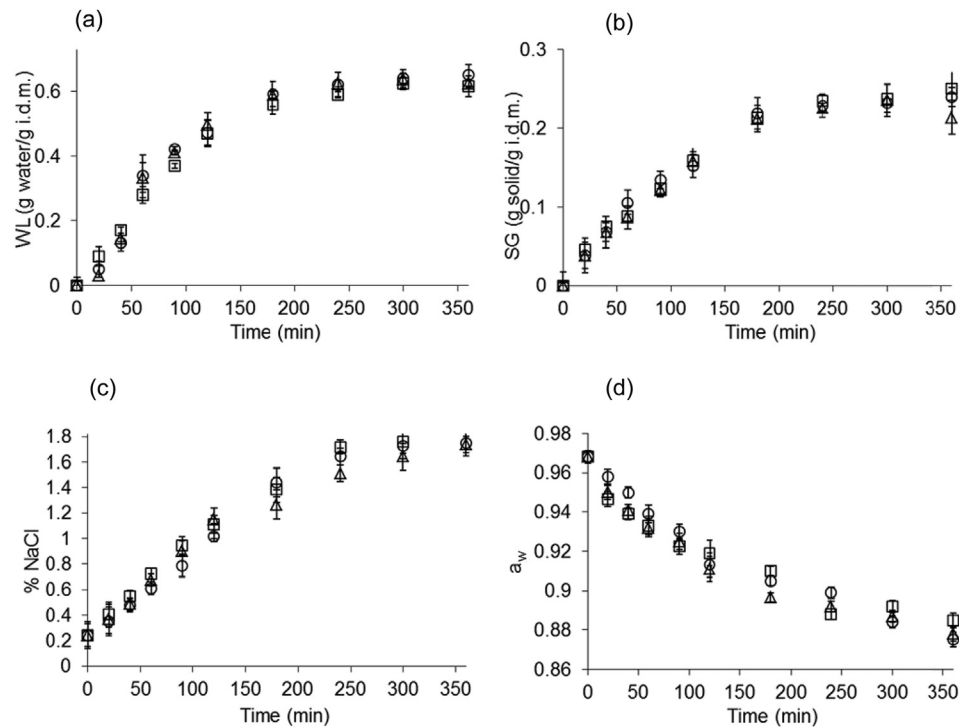 (a)
WL (g water/g i.d.m.)
0.6
0.4
0.2
0
0 50 100 150 200 250 300 350
Time (min)
(b)
SG (g solid/g i.d.m.)
0.3
0.2
0.1
0
0 50 100 150 200 250 300 350
Time (min)
(c)
% NaCl
1.8
1.6
1.4
1.2
1
0.8
0.6
0.4
0.2
0
0 50 100 150 200 250 300 350
Time (min)
(d)
aw
0.98
0.96
0.94
0.92
0.9
0.88
0.86
0 50 100 150 200 250 300 350
Time (min)